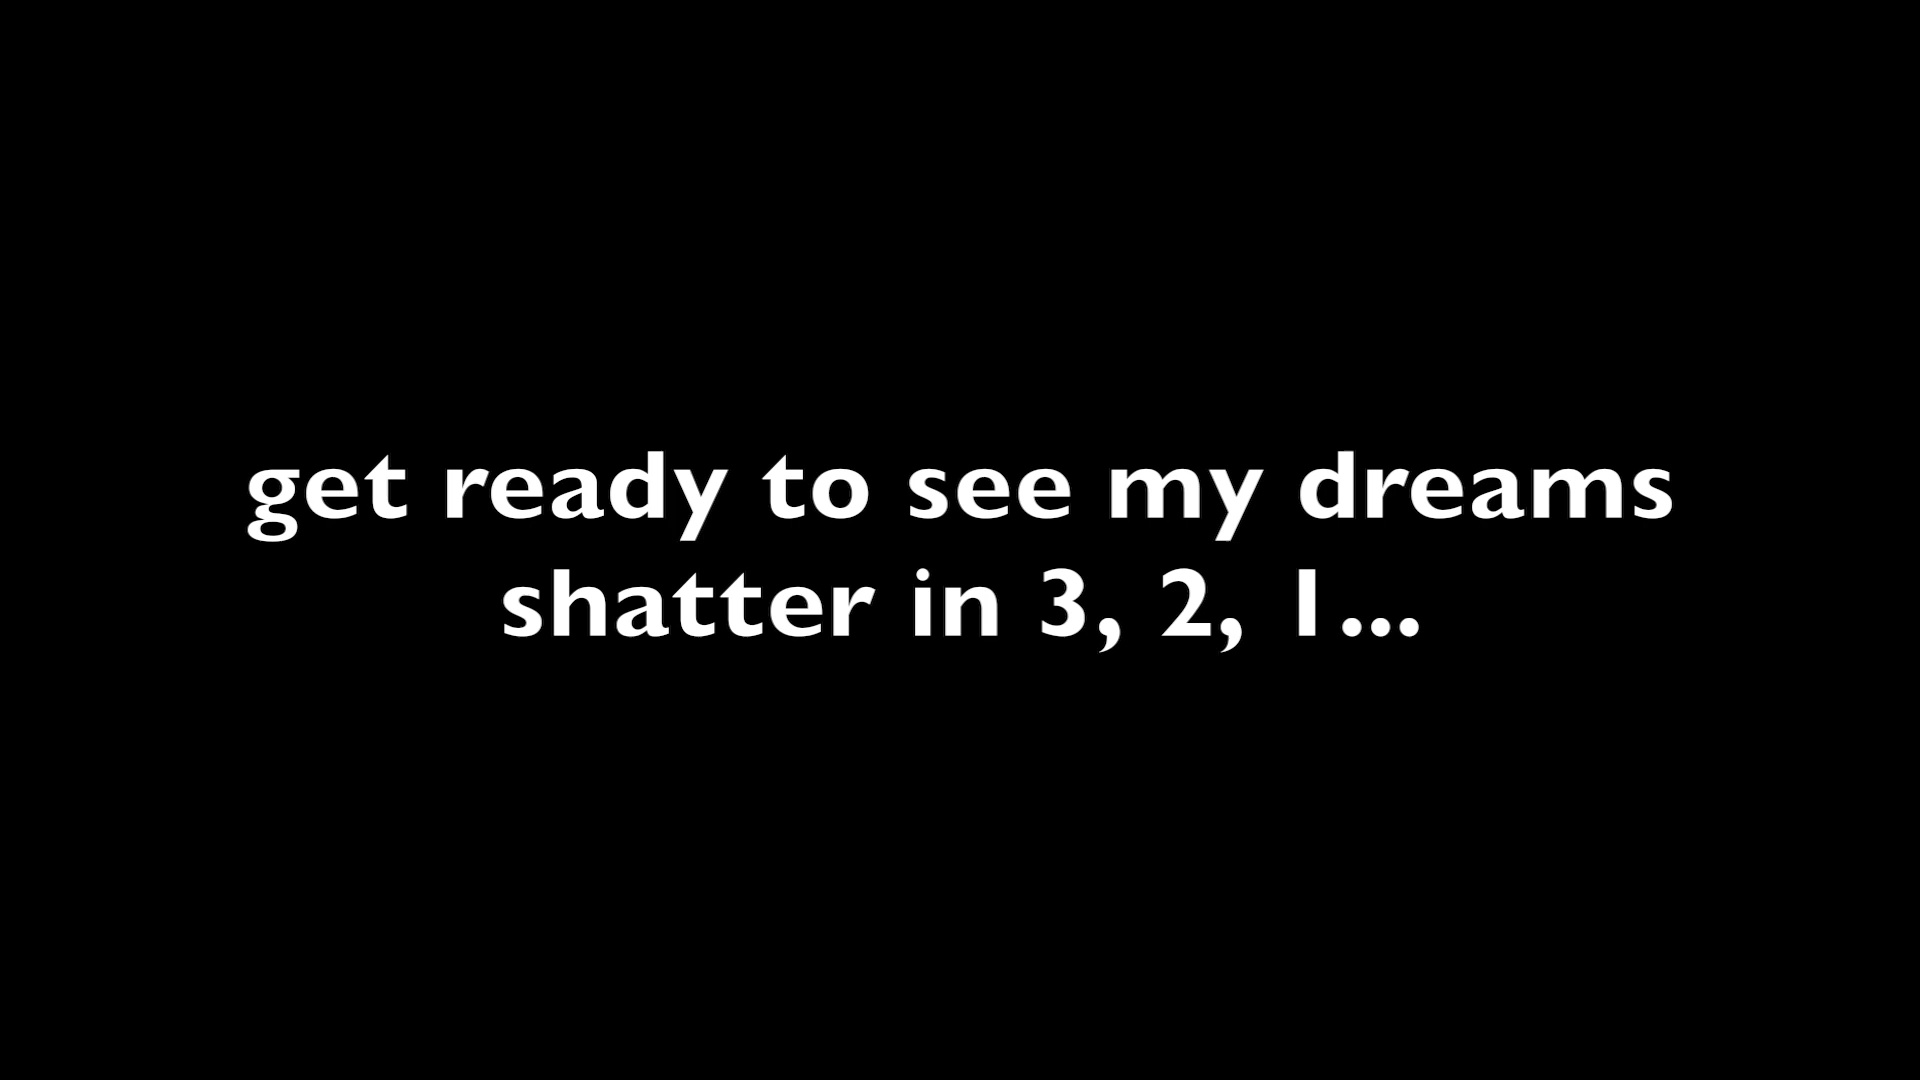 get ready to see my dreams
shatter in 3, 2, 1...